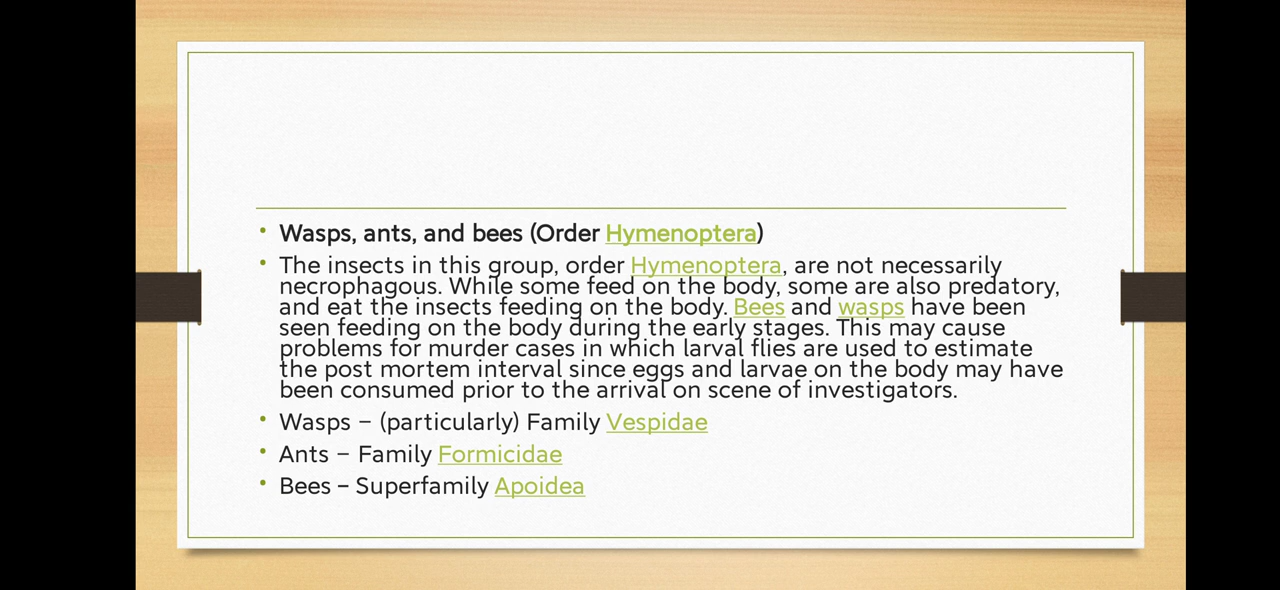 Wasps, ants, and bees (Order Hymenoptera)
The insects in this group, order Hymenoptera, are not necessarily
necrophagous. While some feed on the body, some are also predatory,
and eat the insects feeding on the body. Bees and wasps have been
seen feeding on the body during the early stages. This may cause
problems for murder cases in which larval flies are used to estimate
the post mortem interval since eggs and larvae on the body may have
been consumed prior to the arrival on scene of investigators.
Wasps – (particularly) Family Vespidae
Ants – Family Formicidae
Bees – Superfamily Apoidea